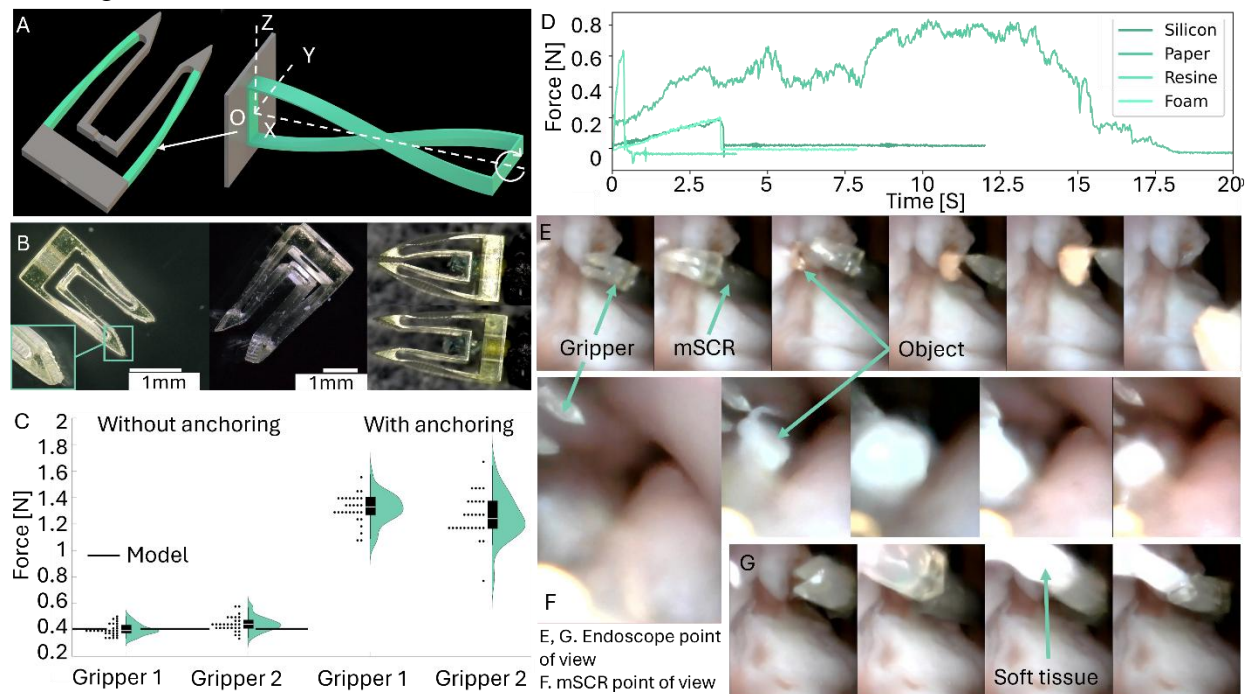 A
Z
Y
O
X
B
1mm
1mm
C
2
1.8
1.6
1.4
1.2
1
0.8
0.6
0.4
0.2
Force [N]
Without anchoring
With anchoring
Model
Gripper 1
Gripper 2
Gripper 1
Gripper 2
D
Force [N]
0.8
0.6
0.4
0.2
0
Silicon
Paper
Resine
Foam
0.0
2.5
5
7.5
10
12.5
15
17.5
20
Time [S]
E
Gripper
mSCR
Object
F
E, G. Endoscope point
of view
F. mSCR point of view
G
Soft tissue